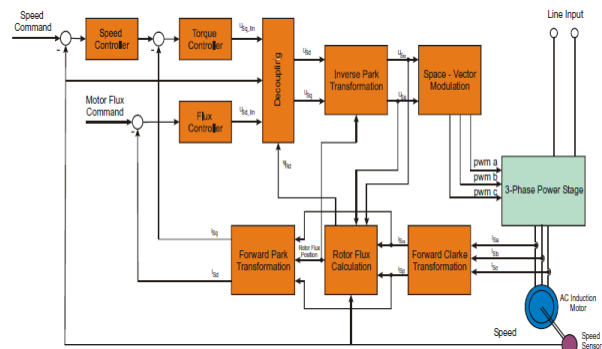 Speed
Command
Line Input
Speed
Controller
Torque
Controller
Decoupling
Inverse Park
Transformation
Space - Vector
Modulation
Motor Flux
Command
Flux
Controller
pwm a
pwm b
pwm c
3-Phase Power Stage
Forward Park
Transformation
Rotor Flux
Position
Rotor Flux
Calculation
Forward Clarke
Transformation
AC Induction
Motor
Speed
Speed
Sensor